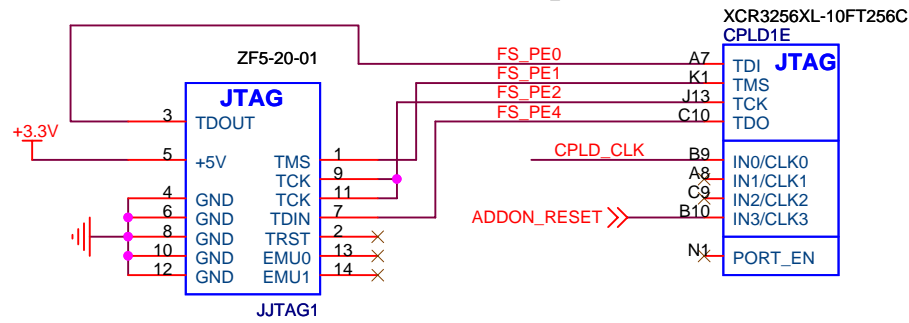 XCR3256XL-10FT256C
CPLD1E
ZF5-20-01
FS_PE0 A7 TDI JTAG
FS_PE1 K1 TMS
JTAG FS_PE2 J13 TCK
3 TDOUT FS_PE4 C10 TDO
+3.3V
5 +5V TMS 1 CPLD_CLK B9 IN0/CLK0
TCK 9 A8 IN1/CLK1
4 GND TCK 11 C9 IN2/CLK2
6 GND TDIN 7 ADDON_RESET B10 IN3/CLK3
8 GND TRST 2
10 GND EMU0 13 N1 PORT_EN
12 GND EMU1 14
JJTAG1